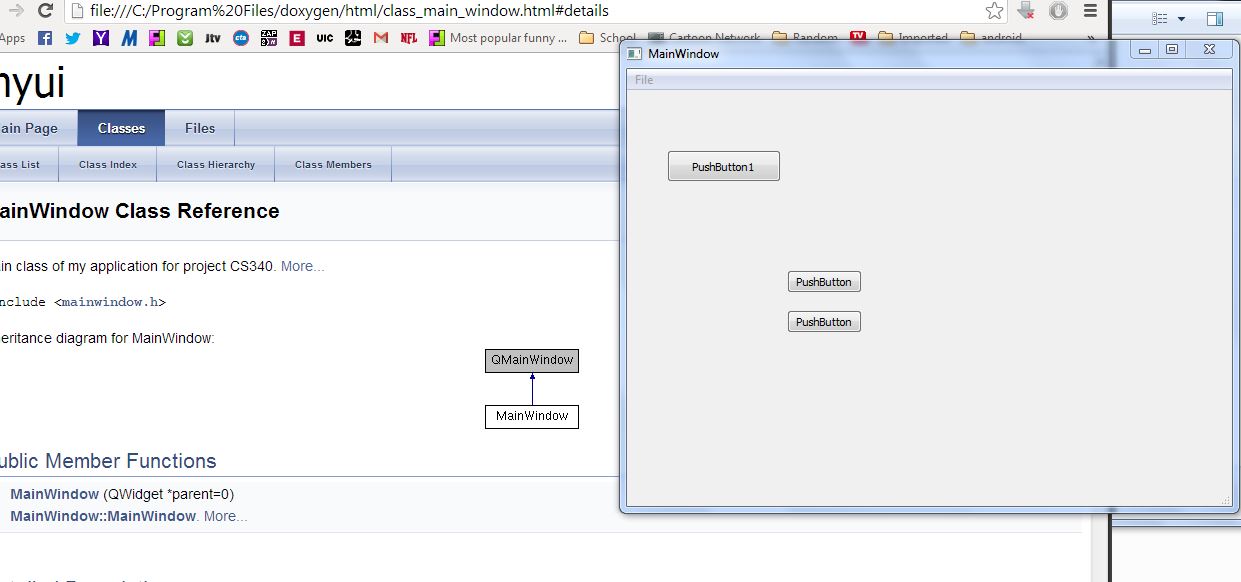 file:///C:/Program%20Files/doxygen/html/class_main_window.html#details
Apps jtv cta ZAP E UIC NFL Most popular funny ... School Cartoon Network Random TV Imported android »
MainWindow
File
PushButton1
PushButton
PushButton
nyui
ain Page Classes Files
ass List Class Index Class Hierarchy Class Members
ainWindow Class Reference
in class of my application for project CS340. More...
nclude <mainwindow.h>
eritance diagram for MainWindow:
QMainWindow
MainWindow
ublic Member Functions
MainWindow (QWidget *parent=0)
MainWindow::MainWindow. More...